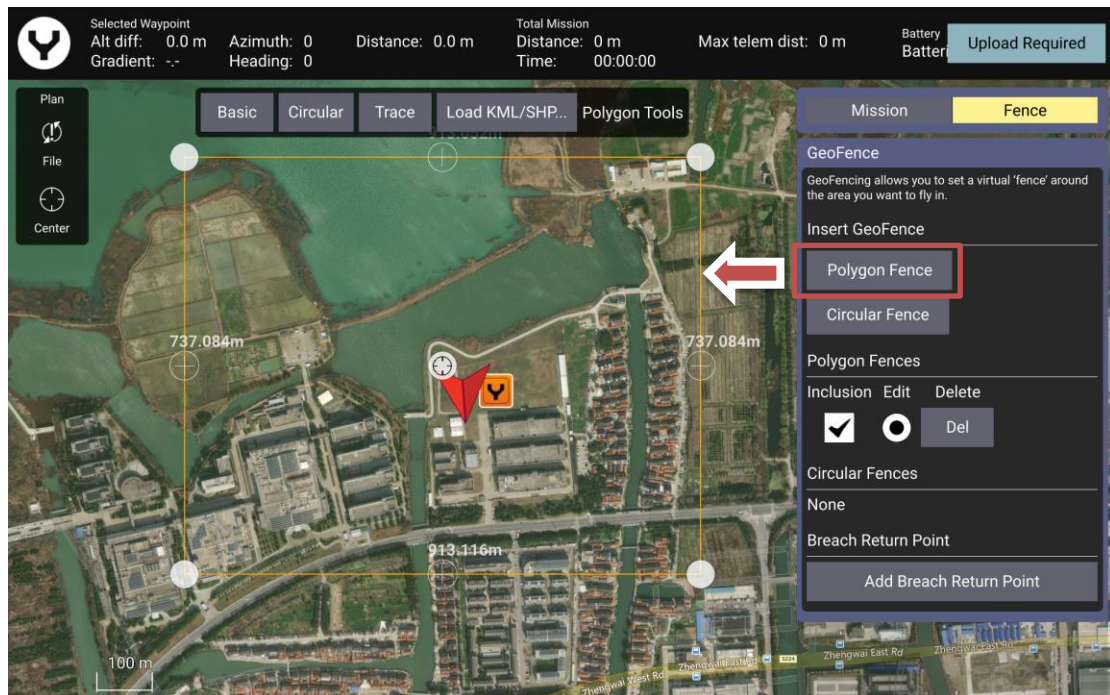 Selected Waypoint
Alt diff: 0.0 m Azimuth: 0 Distance: 0.0 m
Gradient: -.- Heading: 0
Total Mission
Distance: 0 m Max telem dist: 0 m
Time: 00:00:00
Battery
Batteri
Upload Required
Plan
File
Center
Basic
Circular
Trace
Load KML/SHP...
Polygon Tools
Mission
Fence
GeoFence
GeoFencing allows you to set a virtual 'fence' around
the area you want to fly in.
Insert GeoFence
Polygon Fence
Circular Fence
Polygon Fences
Inclusion Edit Delete
Del
Circular Fences
None
Breach Return Point
Add Breach Return Point
737.084m
737.084m
913.116m
100 m
Zhengwai West Rd
Zhengwai East Rd
S224
Zhengwai East Rd
Zhengwai East Rd